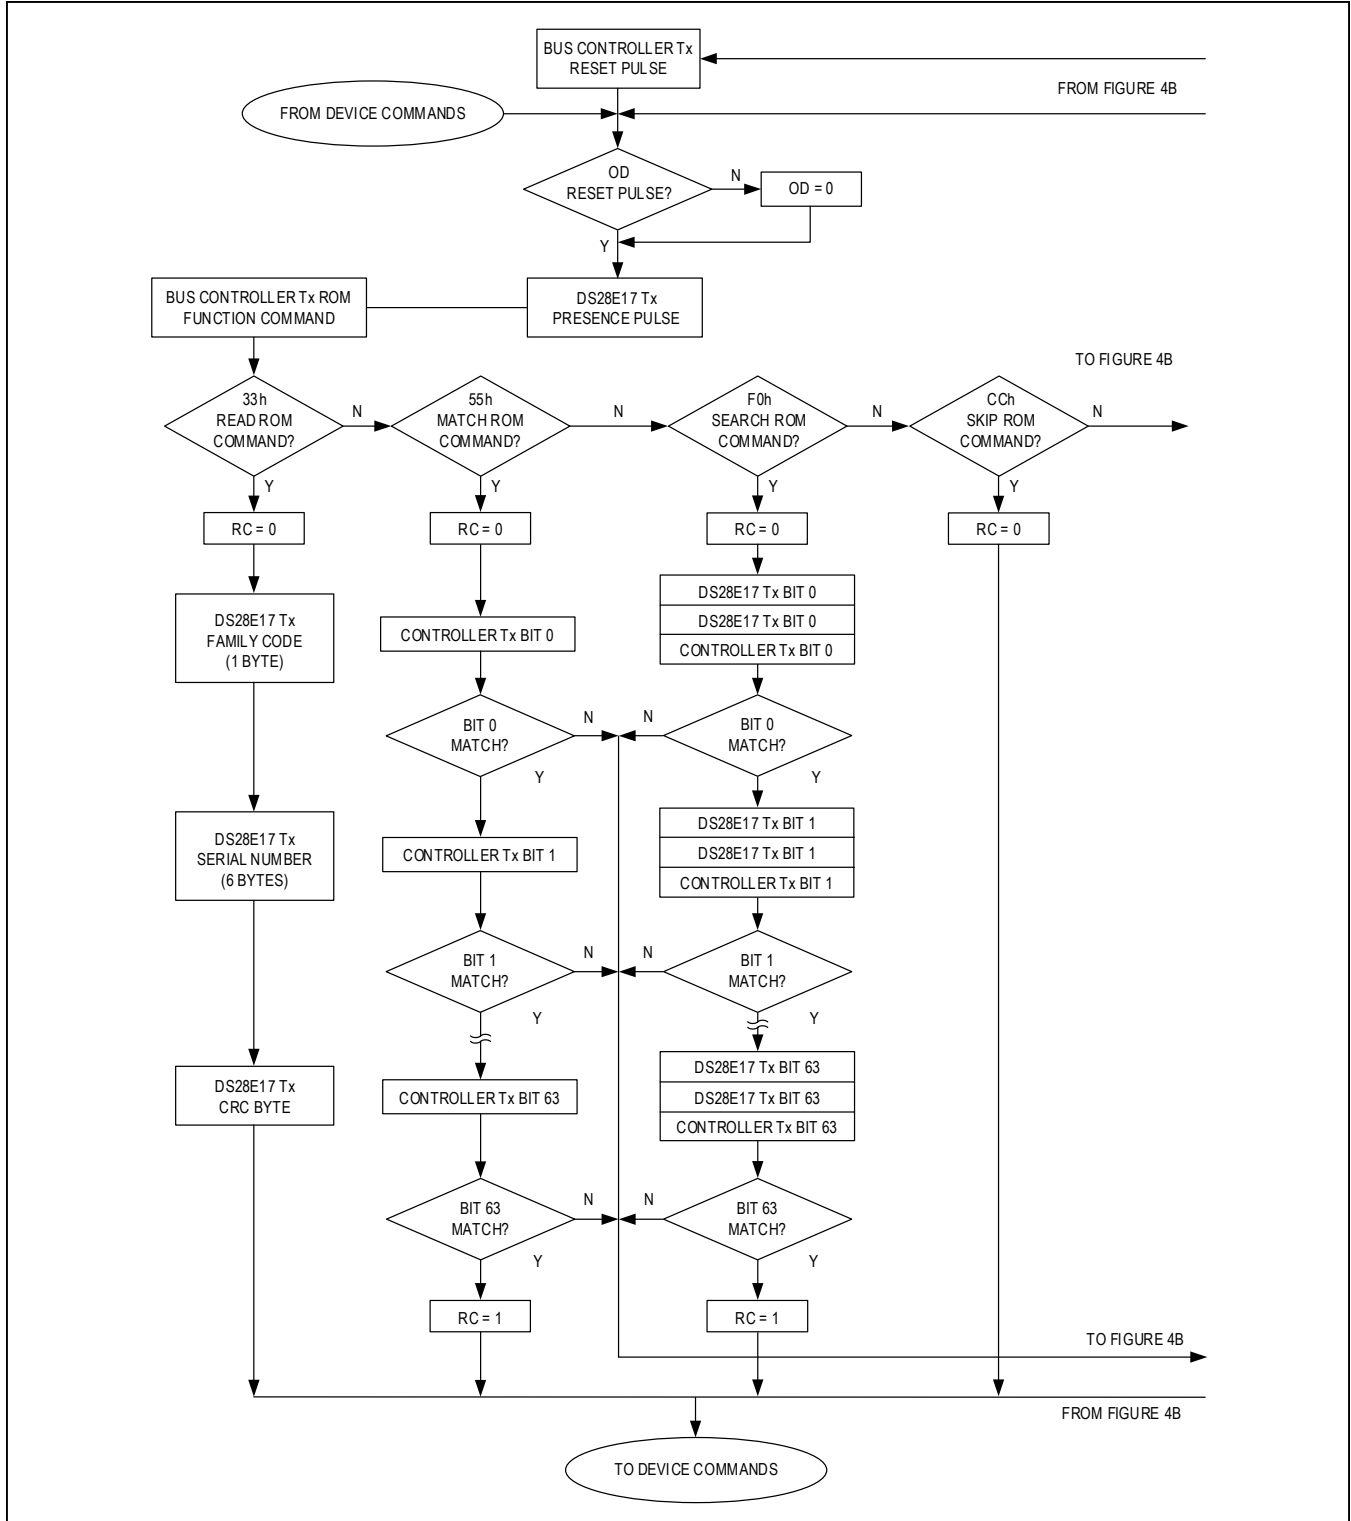 BUS CONTROLLER Tx
RESET PULSE
FROM FIGURE 4B
FROM DEVICE COMMANDS
OD
RESET PULSE?
N
OD = 0
Y
BUS CONTROLLER Tx ROM
FUNCTION COMMAND
DS28E17 Tx
PRESENCE PULSE
TO FIGURE 4B
33h
READ ROM
COMMAND?
N
55h
MATCH ROM
COMMAND?
N
F0h
SEARCH ROM
COMMAND?
N
CCh
SKIP ROM
COMMAND?
N
Y
Y
Y
Y
RC = 0
RC = 0
RC = 0
RC = 0
DS28E17 Tx
FAMILY CODE
(1 BYTE)
CONTROLLER Tx BIT 0
DS28E17 Tx BIT 0
DS28E17 Tx BIT 0
CONTROLLER Tx BIT 0
BIT 0
MATCH?
N
N
BIT 0
MATCH?
Y
Y
DS28E17 Tx
SERIAL NUMBER
(6 BYTES)
CONTROLLER Tx BIT 1
DS28E17 Tx BIT 1
DS28E17 Tx BIT 1
CONTROLLER Tx BIT 1
BIT 1
MATCH?
N
N
BIT 1
MATCH?
Y
Y
DS28E17 Tx
CRC BYTE
CONTROLLER Tx BIT 63
DS28E17 Tx BIT 63
DS28E17 Tx BIT 63
CONTROLLER Tx BIT 63
BIT 63
MATCH?
N
N
BIT 63
MATCH?
Y
Y
RC = 1
RC = 1
TO FIGURE 4B
FROM FIGURE 4B
TO DEVICE COMMANDS